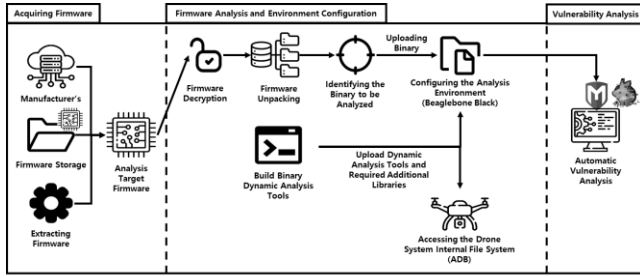 Acquiring Firmware
Firmware Analysis and Environment Configuration
Vulnerability Analysis
Manufacturer's
Firmware Storage
Extracting
Firmware
Analysis
Target
Firmware
Firmware
Decryption
Firmware
Unpacking
Identifying the
Binary to be
Analyzed
Uploading
Binary
Configuring the Analysis
Environment
(Beaglebone Black)
Build Binary
Dynamic Analysis
Tools
Upload Dynamic
Analysis Tools and
Required Additional
Libraries
Accessing the Drone
System Internal File System
(ADB)
Automatic
Vulnerability
Analysis